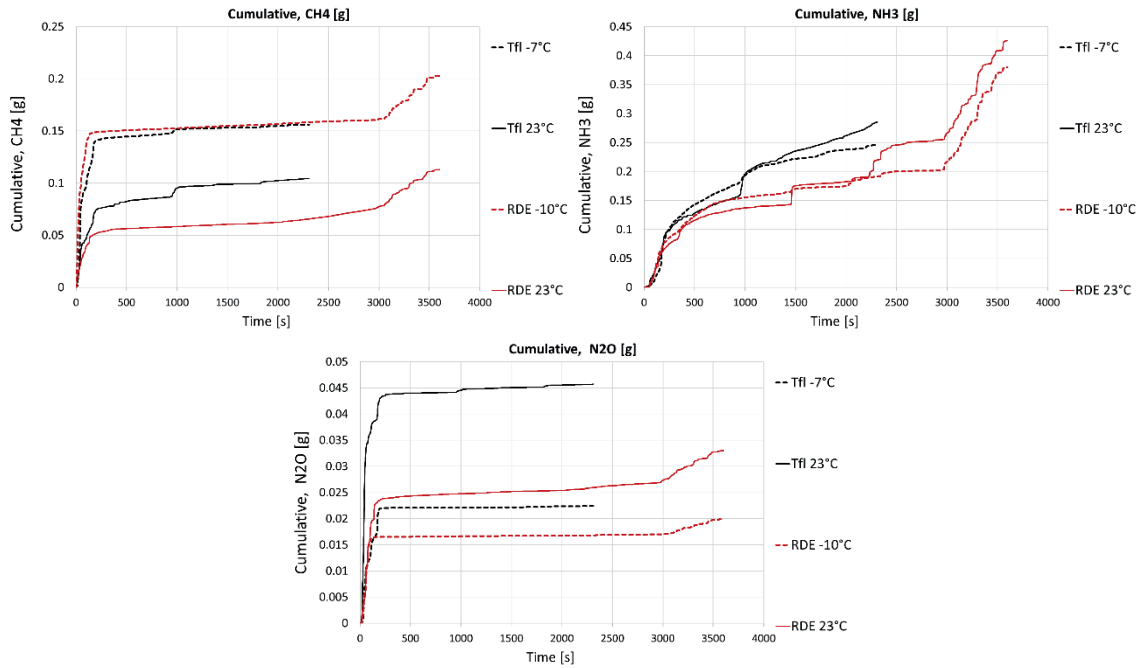 Cumulative, CH4 [g]
Cumulative, CH4 [g]
0.25
0.2
0.15
0.1
0.05
0
0 500 1000 1500 2000 2500 3000 3500 4000
Time [s]
Tfl -7°C
Tfl 23°C
RDE -10°C
RDE 23°C
Cumulative, NH3 [g]
Cumulative, NH3 [g]
0.45
0.4
0.35
0.3
0.25
0.2
0.15
0.1
0.05
0
0 500 1000 1500 2000 2500 3000 3500 4000
Time [s]
Tfl -7°C
Tfl 23°C
RDE -10°C
RDE 23°C
Cumulative, N2O [g]
Cumulative, N2O [g]
0.05
0.045
0.04
0.035
0.03
0.025
0.02
0.015
0.01
0.005
0
0 500 1000 1500 2000 2500 3000 3500 4000
Time [s]
Tfl -7°C
Tfl 23°C
RDE -10°C
RDE 23°C